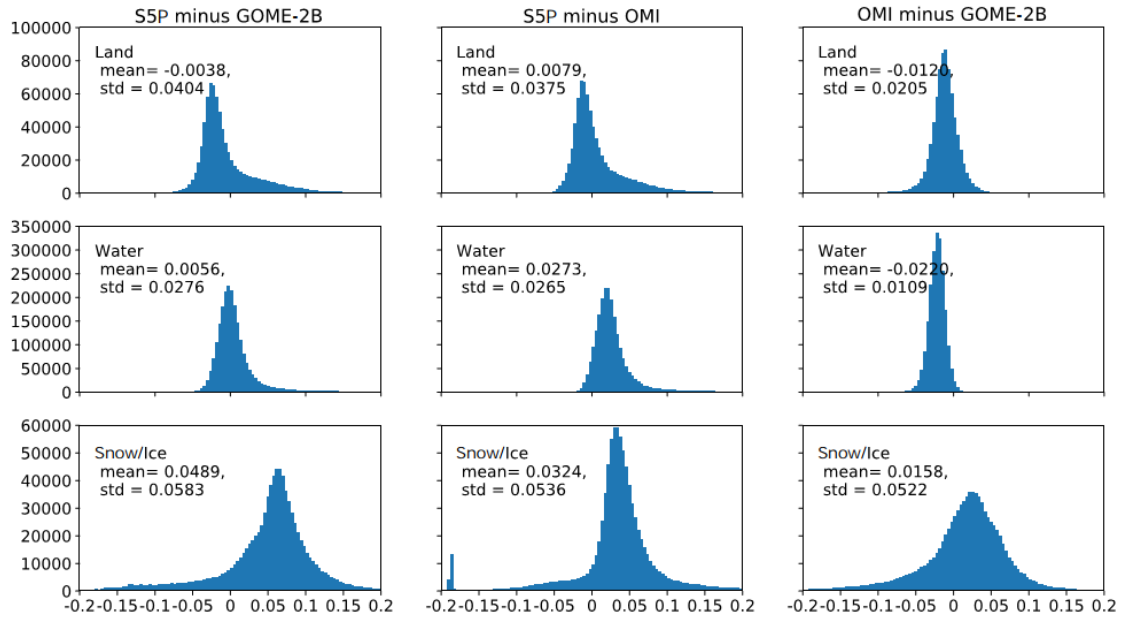 S5P minus GOME-2B
S5P minus OMI
OMI minus GOME-2B
100000
80000
60000
40000
20000
0
Land
mean= -0.0038,
std = 0.0404
Land
mean= 0.0079,
std = 0.0375
Land
mean= -0.0120,
std = 0.0205
350000
300000
250000
200000
150000
100000
50000
0
Water
mean= 0.0056,
std = 0.0276
Water
mean= 0.0273,
std = 0.0265
Water
mean= -0.0220,
std = 0.0109
60000
50000
40000
30000
20000
10000
0
Snow/Ice
mean= 0.0489,
std = 0.0583
Snow/Ice
mean= 0.0324,
std = 0.0536
Snow/Ice
mean= 0.0158,
std = 0.0522
-0.2 -0.15 -0.1 -0.05 0 0.05 0.1 0.15 0.2
-0.2 -0.15 -0.1 -0.05 0 0.05 0.1 0.15 0.2
-0.2 -0.15 -0.1 -0.05 0 0.05 0.1 0.15 0.2